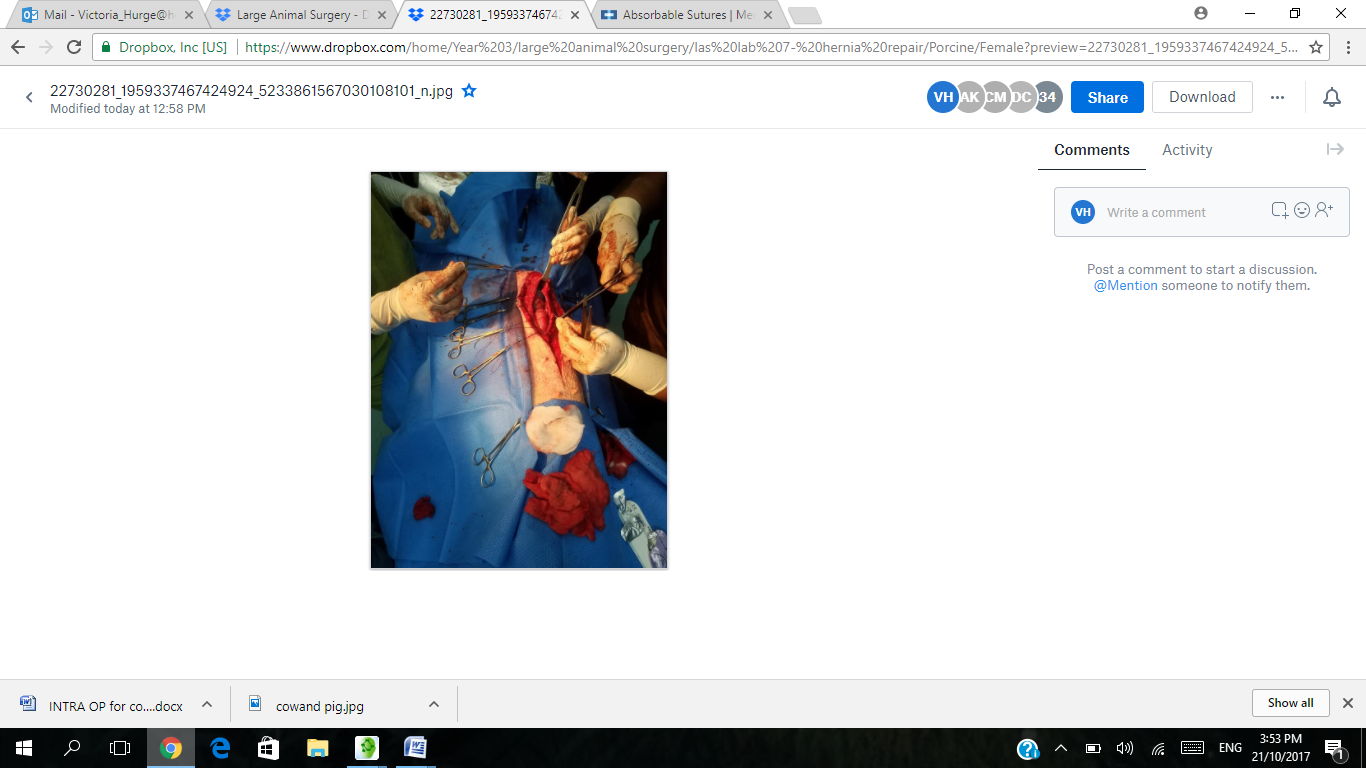 Mail - Victoria_Hurge@h
Large Animal Surgery - D
22730281_19593374674
Absorbable Sutures | Me
Dropbox, Inc [US]
https://www.dropbox.com/home/Year%203/large%20animal%20surgery/las%20lab%207-%20hernia%20repair/Porcine/Female?preview=22730281_1959337467424924_5...
22730281_1959337467424924_5233861567030108101_n.jpg
Modified today at 12:58 PM
VH AK CM DC 34
Share
Download
Comments
Activity
VH
Write a comment
Post a comment to start a discussion.
@Mention someone to notify them.
INTRA OP for co....docx
cowand pig.jpg
Show all
ENG
3:53 PM
21/10/2017
1